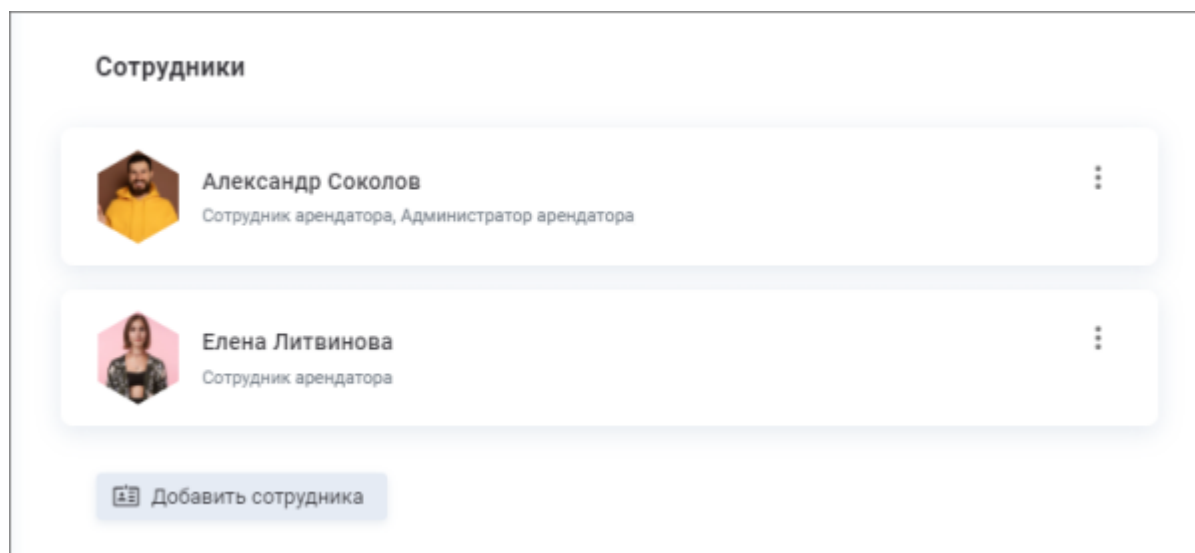 Сотрудники
Александр Соколов
Сотрудник арендатора, Администратор арендатора
Елена Литвинова
Сотрудник арендатора
Добавить сотрудника